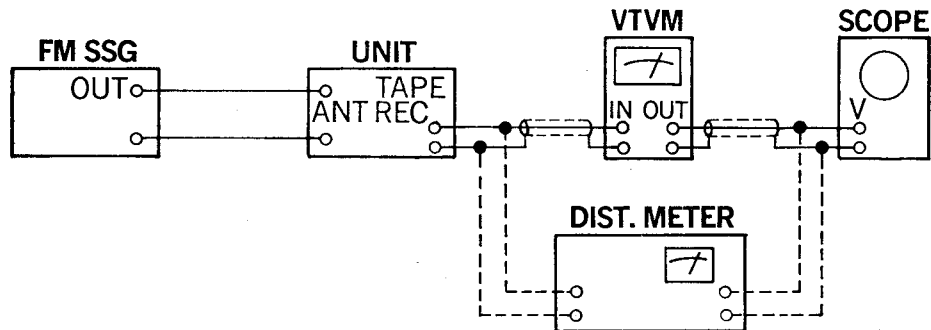 FM SSG
OUT
UNIT
TAPE
ANT REC
VTVM
IN OUT
SCOPE
V
DIST. METER